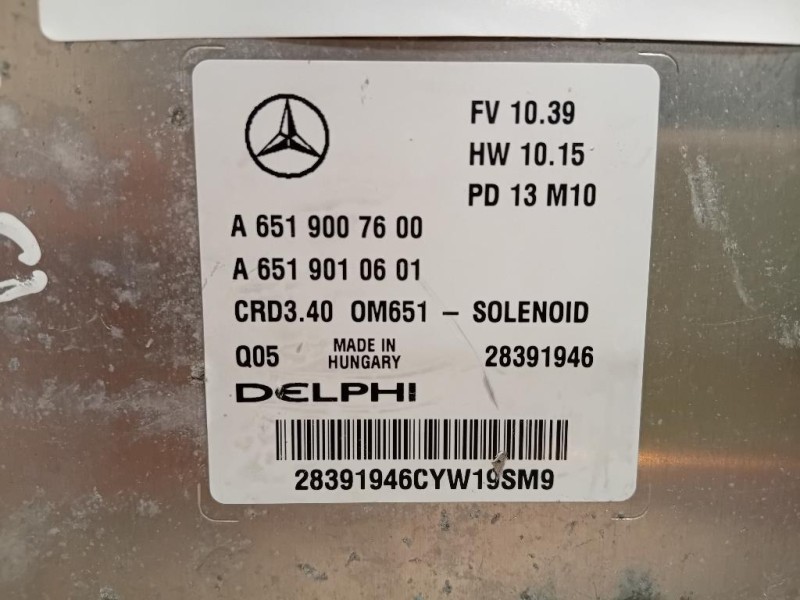 FV 10.39
HW 10.15
PD 13 M10
A 651 900 76 00
A 651 901 06 01
CRD3.40 OM651 – SOLENOID
Q05 MADE IN HUNGARY 28391946
DELPHI
28391946CYW19SM9